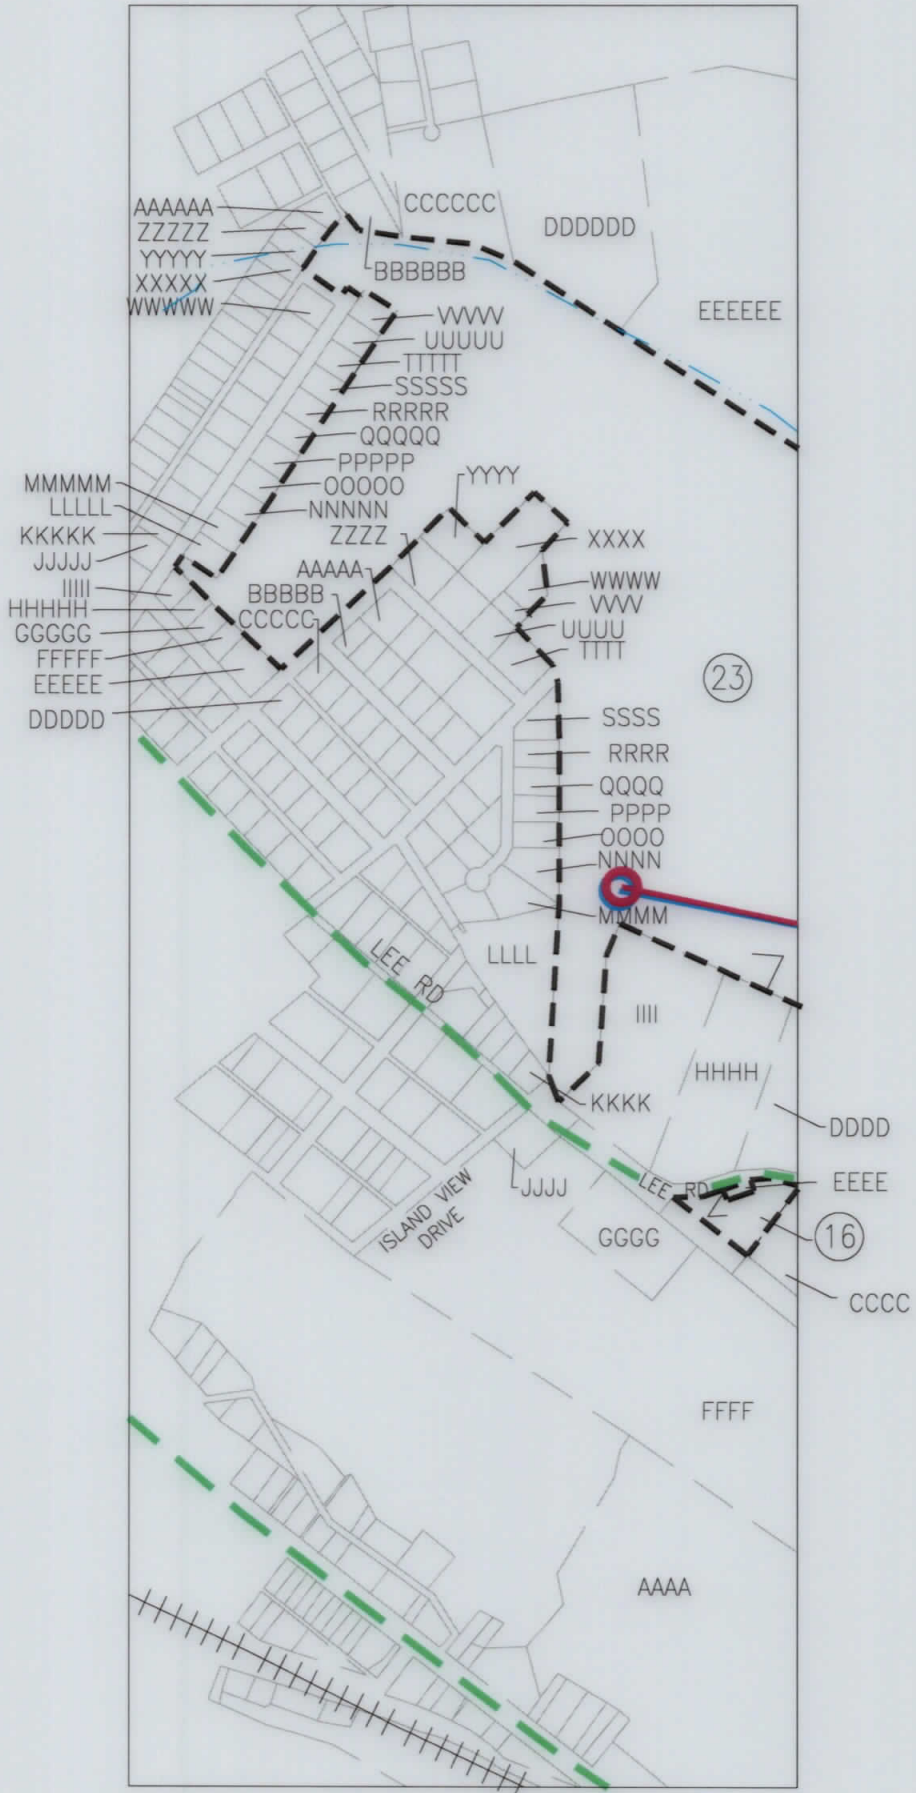 CCCCCC
AAAAAA
ZZZZZ
DDDDDD
YYYYY
BBBBBB
XXXXX
WWWWW
EEEEEE
VVVVV
UUUUU
TTTTT
SSSSS
RRRRR
QQQQQ
PPPPP
OOOOO
NNNNN
MMMMM
LLLLL
KKKKK
JJJJJ
IIIII
HHHHH
GGGGG
FFFFF
EEEEE
DDDDD
YYYY
ZZZZ
XXXX
AAAAA
WWWW
BBBBB
VVVV
CCCCC
UUUU
TTTT
23
SSSS
RRRR
QQQQ
PPPP
OOOO
NNNN
MMMM
LLLL
LEE RD
IIII
HHHH
KKKK
DDDD
JJJJ
LEE RD
EEEE
ISLAND VIEW
DRIVE
GGGG
16
CCCC
FFFF
AAAA